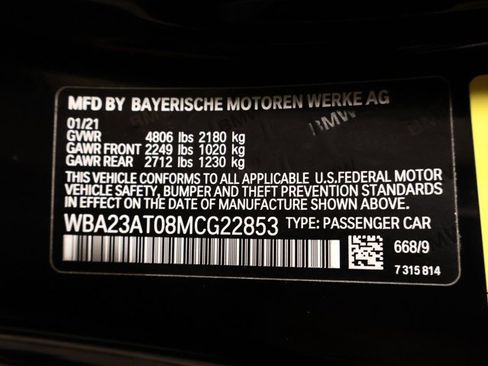 MFD BY BAYERISCHE MOTOREN WERKE AG
01/21
GVWR 4806 lbs 2180 kg
GAWR FRONT 2249 lbs 1020 kg
GAWR REAR 2712 lbs 1230 kg
THIS VEHICLE CONFORMS TO ALL APPLICABLE U.S.FEDERAL MOTOR
VEHICLE SAFETY, BUMPER AND THEFT PREVENTION STANDARDS
IN EFFECT ON THE DATE OF MANUFACTURE SHOWN ABOVE.
WBA23AT08MCG22853 TYPE: PASSENGER CAR
668/9
7 315 814
BMW